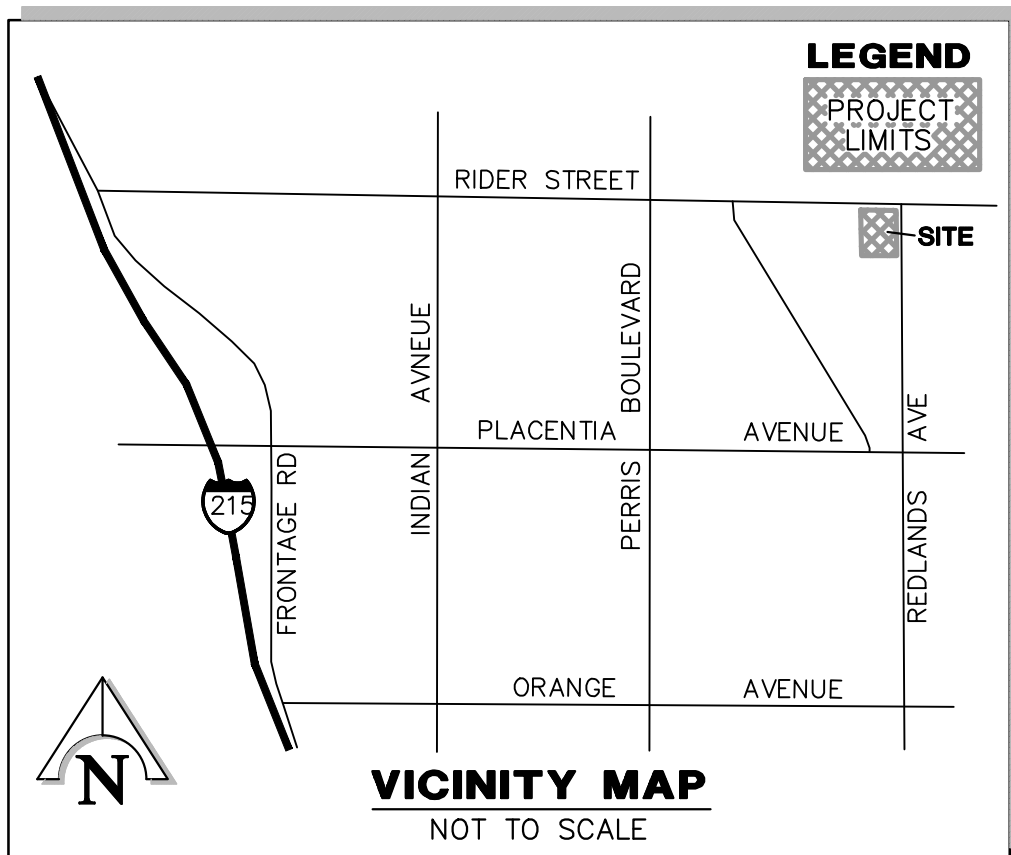 LEGEND
PROJECT
LIMITS
RIDER STREET
SITE
AVNEUE
BOULEVARD
AVE
PLACENTIA AVENUE
215
FRONTAGE RD
INDIAN
PERRIS
REDLANDS
ORANGE AVENUE
N
VICINITY MAP
NOT TO SCALE